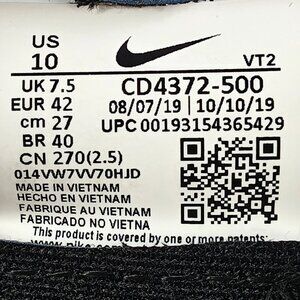 US
10
VT2
UK 7.5
EUR 42
cm 27
BR 40
CN 270(2.5)
CD4372-500
08/07/19 | 10/10/19
UPC 00193154365429
014VW7VV70HJD
MADE IN VIETNAM
HECHO EN VIETNAM
FABRIQUE AU VIETNAM
FABRICADO NO VIETNA
This product is covered by one or more